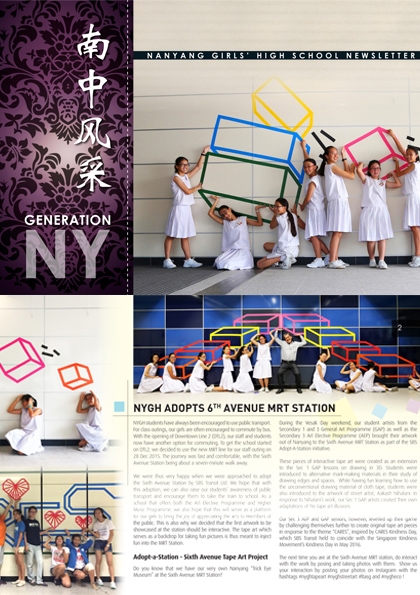 南中风采
NANYANG GIRLS' HIGH SCHOOL NEWSLETTER
GENERATION
NY
NYGH ADOPTS 6TH AVENUE MRT STATION
NYGH students have always been encouraged to use public transport.
For class outings, our girls are often encouraged to commute by bus.
With the opening of Downtown Line 2 (DTL2), our staff and students
now have another option for commuting. To get the school started
on DTL2, we decided to use the new MRT line for our staff outing on
28 Dec 2015. The journey was fast and comfortable, with the Sixth
Avenue Station being about a seven-minute walk away.
We were thus very happy when we were approached to adopt
the Sixth Avenue Station by SBS Transit Ltd. We hope that with
this adoption, we can also raise our students' awareness of public
transport and encourage them to take the train to school. As a
school that offers both the Art Elective Programme and Higher
Music Programme, we also hope that this will serve as a platform
for our girls to bring the joy of appreciating the arts to members of
the public. This is also why we decided that the first artwork to be
showcased at the station should be interactive. The tape art which
serves as a backdrop for taking fun pictures is thus meant to inject
fun into the MRT Station.
Adopt-a-Station - Sixth Avenue Tape Art Project
Do you know that we have our very own Nanyang "Trick Eye
Museum" at the Sixth Avenue MRT Station?
During the Vesak Day weekend, our student artists from the
Secondary 1 and 3 General Art Programme (GAP) as well as the
Secondary 3 Art Elective Programme (AEP) brought their artwork
out of Nanyang to the Sixth Avenue MRT Station as part of the SBS
Adopt-A-Station initiative.
These pieces of interactive tape art were created as an extension
to the Sec 1 GAP lessons on drawing in 3D. Students were
introduced to alternative mark-making materials in their study of
drawing edges and spaces. While having fun learning how to use
the unconventional drawing material of cloth tape, students were
also introduced to the artwork of street artist, Aakash Nihalani. In
response to Nihalani's work, our Sec 1 GAP artists created their own
adaptations of his tape art illusions.
Our Sec 3 AEP and GAP seniors, however, levelled up their game
by challenging themselves further to create original tape art pieces
in response to the theme "CARES", inspired by CARES Kindness Day,
which SBS Transit held to coincide with the Singapore Kindness
Movement's Kindness Day in May 2016.
The next time you are at the Sixth Avenue MRT Station, do interact
with the work by posing and taking photos with them. Show us
your interaction by posting your photos on Instagram with the
hashtags